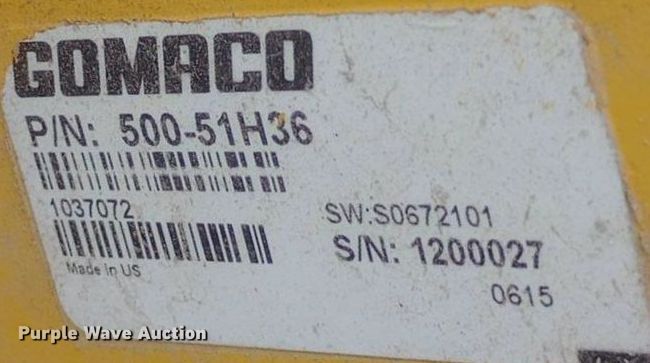 GOMACO
P/N: 500-51H36
1037072
SW:S0672101
S/N: 1200027
Made in US
0615
Purple Wave Auction